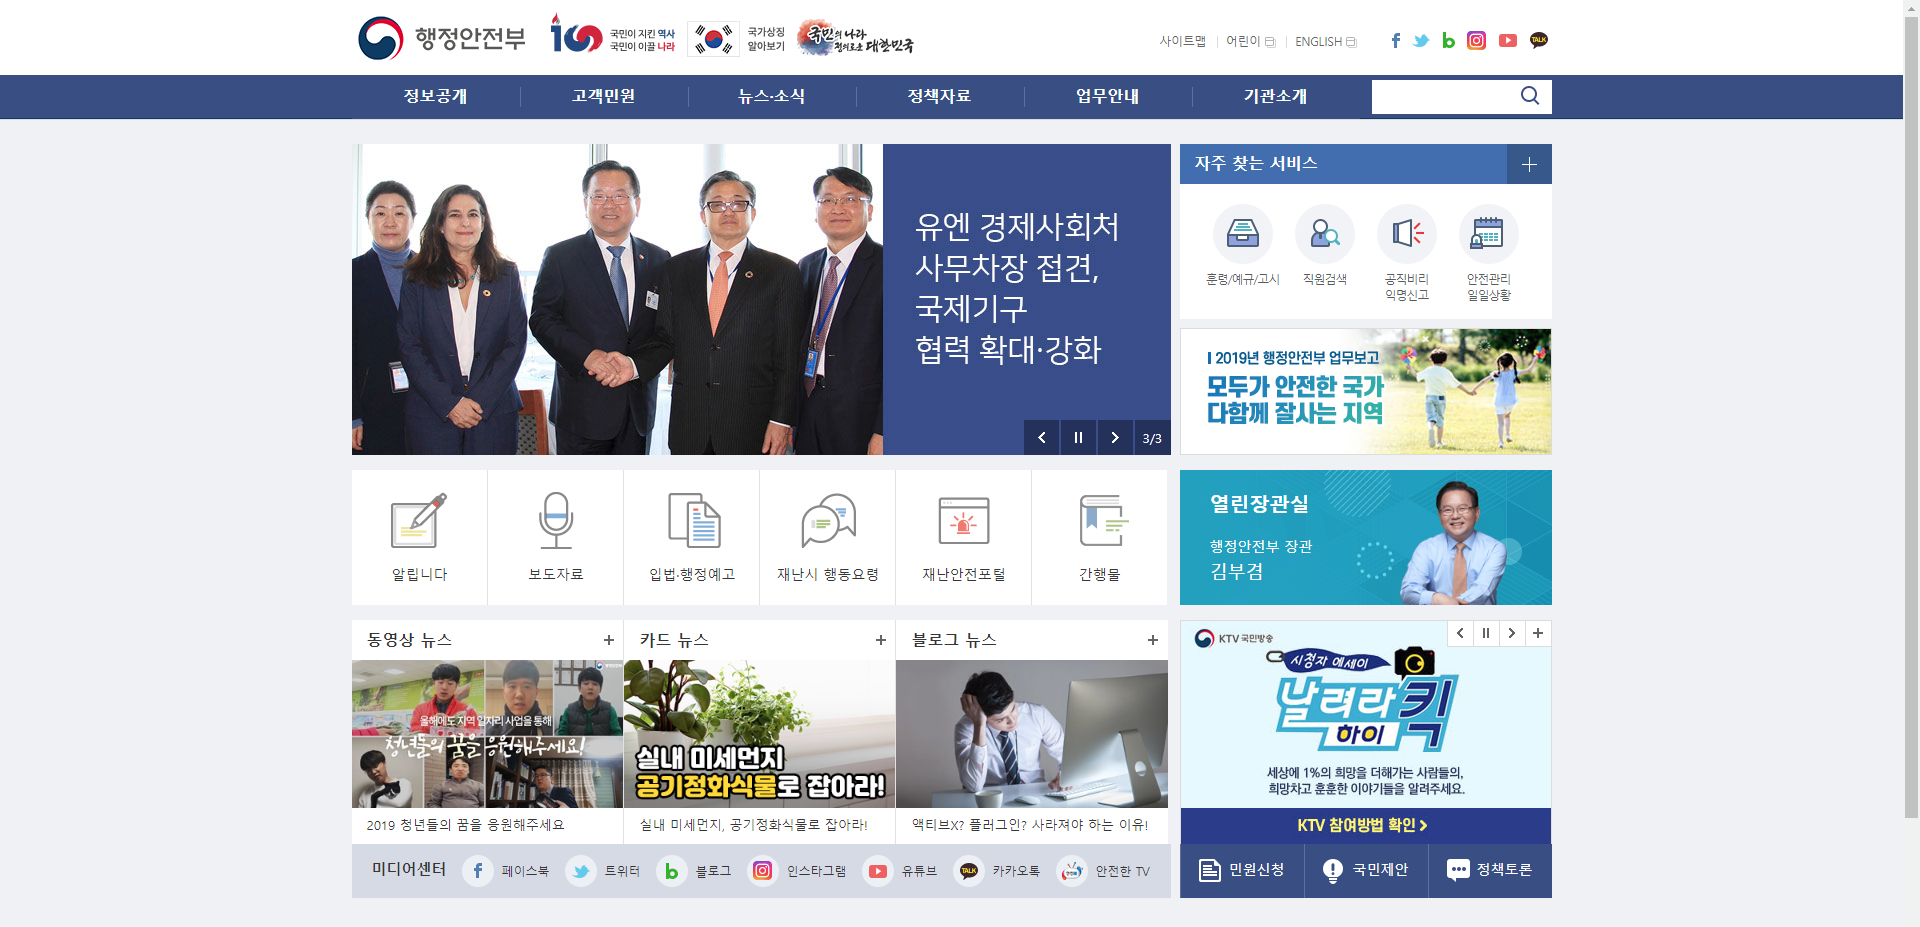 행정안전부
국민이 지킨 역사
국민이 이끌 나라
국가상징
알아보기
국민의 나라
정의로운 대한민국
사이트맵
어린이
ENGLISH
TALK
정보공개
고객민원
뉴스·소식
정책자료
업무안내
기관소개
유엔 경제사회처
사무차장 접견,
국제기구
협력 확대·강화
3/3
자주 찾는 서비스
훈령/예규/고시
직원검색
공직비리
익명신고
안전관리
일일상황
2019년 행정안전부 업무보고
모두가 안전한 국가
다함께 잘사는 지역
알립니다
보도자료
입법·행정예고
재난시 행동요령
재난안전포털
간행물
열린장관실
행정안전부 장관
김부겸
동영상 뉴스
카드 뉴스
블로그 뉴스
올해에도 지역 일자리 사업을 통해
청년들의 꿈을 응원해주세요!
실내 미세먼지
공기정화식물로 잡아라!
2019 청년들의 꿈을 응원해주세요
실내 미세먼지, 공기정화식물로 잡아라!
액티브X? 플러그인? 사라져야 하는 이유!
KTV 국민방송
시청자 에세이
날려라
하이
킥
세상에 1%의 희망을 더해가는 사람들의,
희망차고 훈훈한 이야기들을 알려주세요.
KTV 참여방법 확인
미디어센터
페이스북
트위터
블로그
인스타그램
유튜브
TALK
카카오톡
안전한 TV
민원신청
국민제안
정책토론